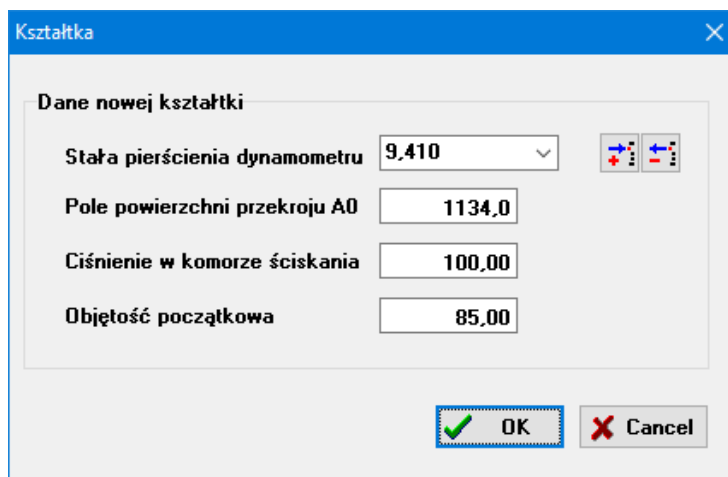 Kształtka
Dane nowej kształtki
Stała pierścienia dynamometru 9,410
Pole powierzchni przekroju A0 1134,0
Ciśnienie w komorze ściskania 100,00
Objętość początkowa 85,00
OK Cancel